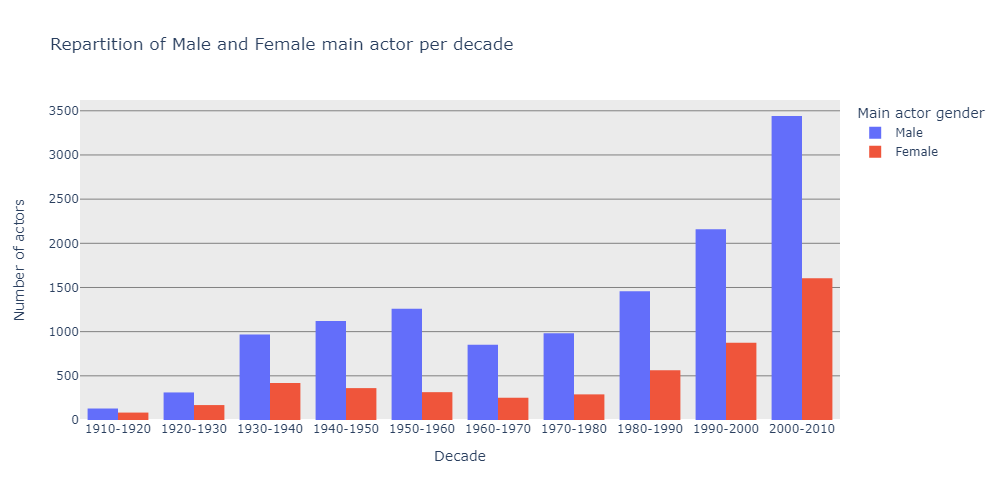 Repartition of Male and Female main actor per decade
Main actor gender
Male
Female
Number of actors
3500
3000
2500
2000
1500
1000
500
0
1910-1920 1920-1930 1930-1940 1940-1950 1950-1960 1960-1970 1970-1980 1980-1990 1990-2000 2000-2010
Decade